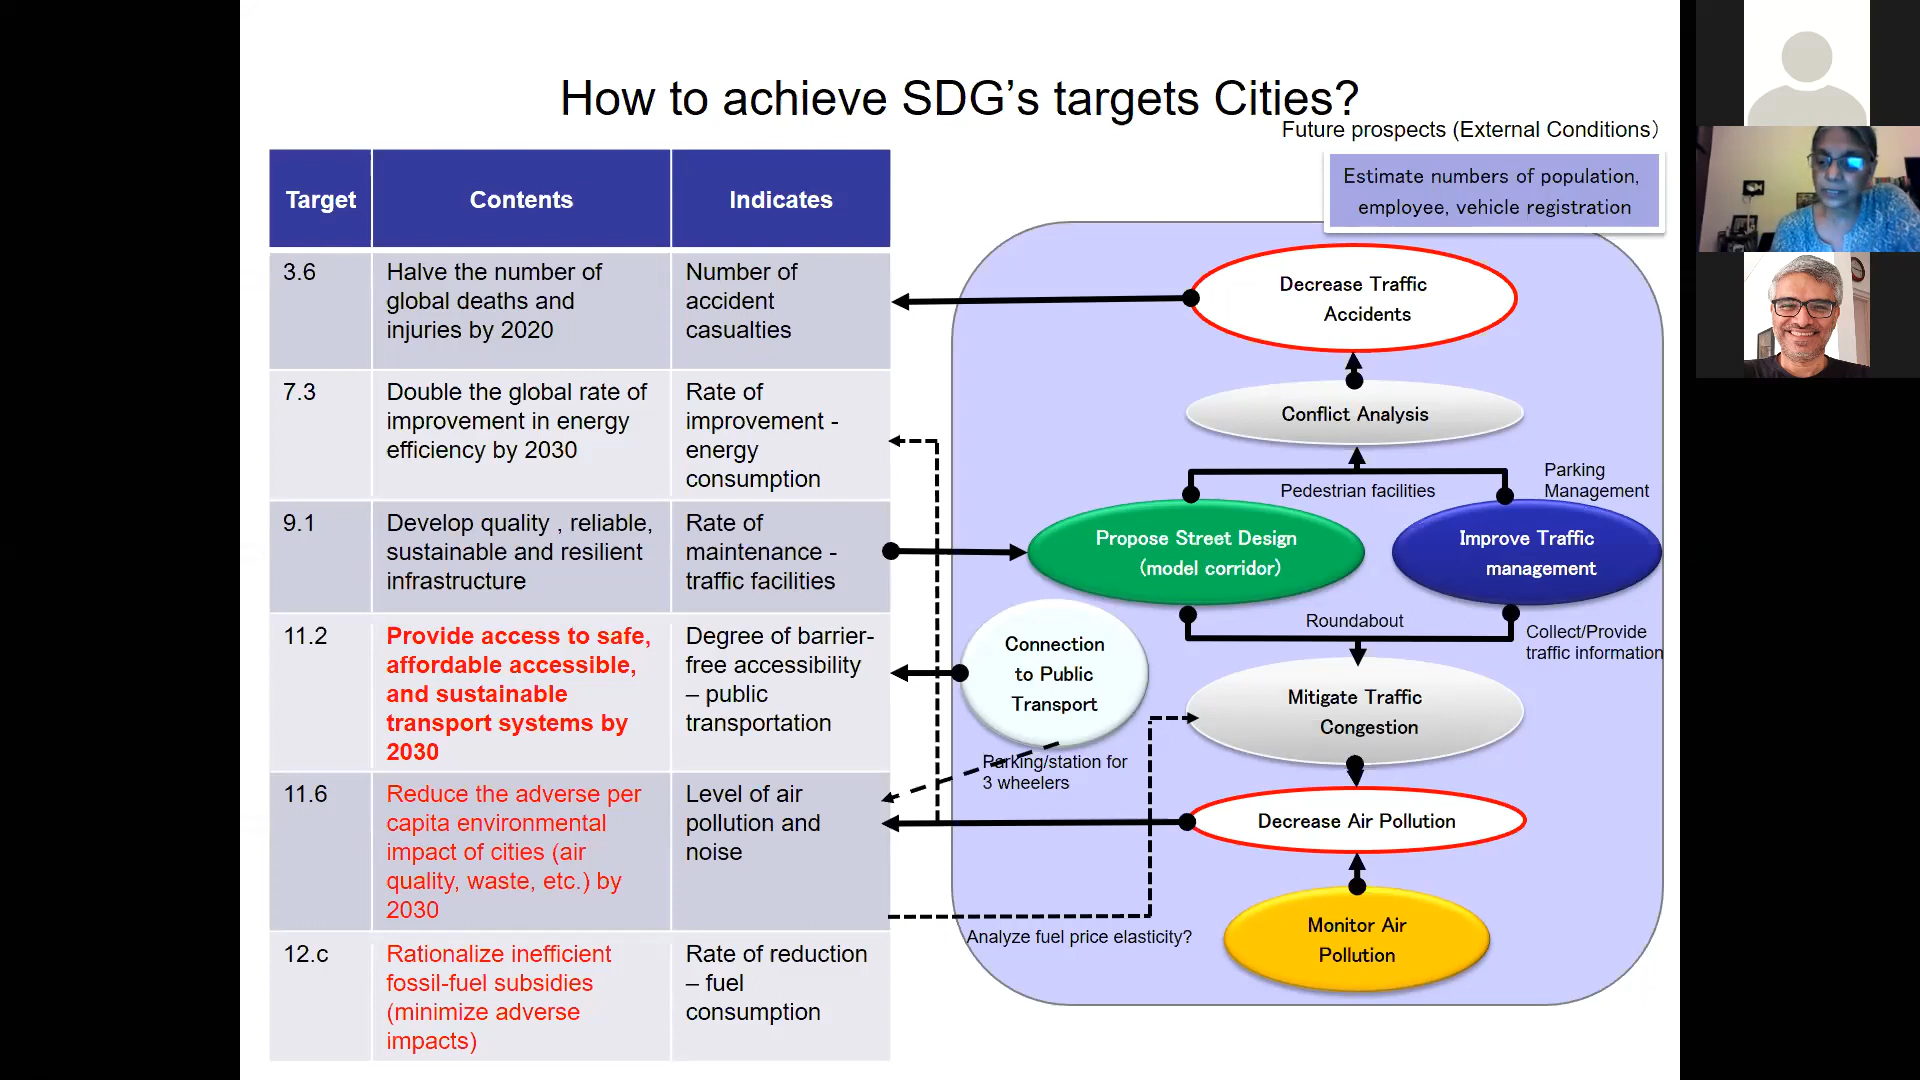 How to achieve SDG's targets Cities?
Future prospects (External Conditions)
Estimate numbers of population,
employee, vehicle registration
Target
Contents
Indicates
3.6
Halve the number of
global deaths and
injuries by 2020
Number of
accident
casualties
7.3
Double the global rate of
improvement in energy
efficiency by 2030
Rate of
improvement -
energy
consumption
9.1
Develop quality , reliable,
sustainable and resilient
infrastructure
Rate of
maintenance -
traffic facilities
11.2
Provide access to safe,
affordable accessible,
and sustainable
transport systems by
2030
Degree of barrier-
free accessibility
– public
transportation
11.6
Reduce the adverse per
capita environmental
impact of cities (air
quality, waste, etc.) by
2030
Level of air
pollution and
noise
12.c
Rationalize inefficient
fossil-fuel subsidies
(minimize adverse
impacts)
Rate of reduction
– fuel
consumption
Decrease Traffic
Accidents
Conflict Analysis
Pedestrian facilities
Parking
Management
Propose Street Design
(model corridor)
Improve Traffic
management
Roundabout
Collect/Provide
traffic information
Connection
to Public
Transport
Mitigate Traffic
Congestion
Parking/station for
3 wheelers
Decrease Air Pollution
Analyze fuel price elasticity?
Monitor Air
Pollution